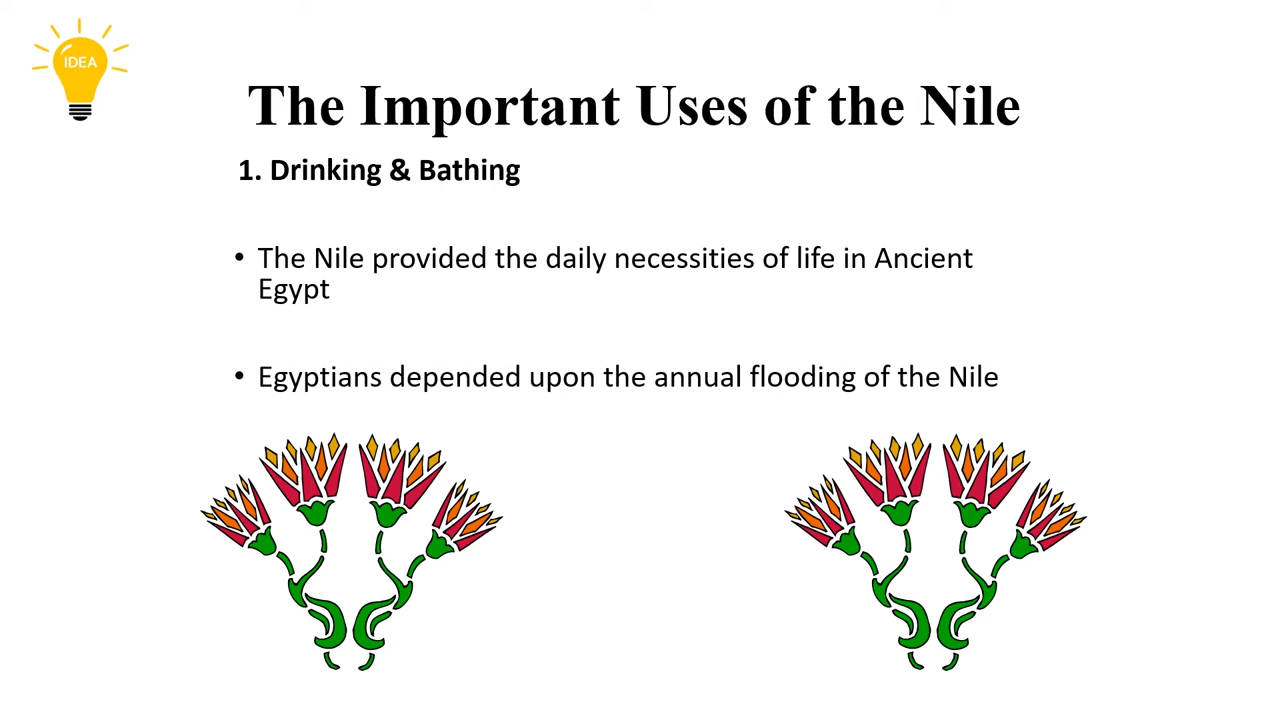 IDEA
The Important Uses of the Nile
1. Drinking & Bathing
• The Nile provided the daily necessities of life in Ancient
Egypt
• Egyptians depended upon the annual flooding of the Nile